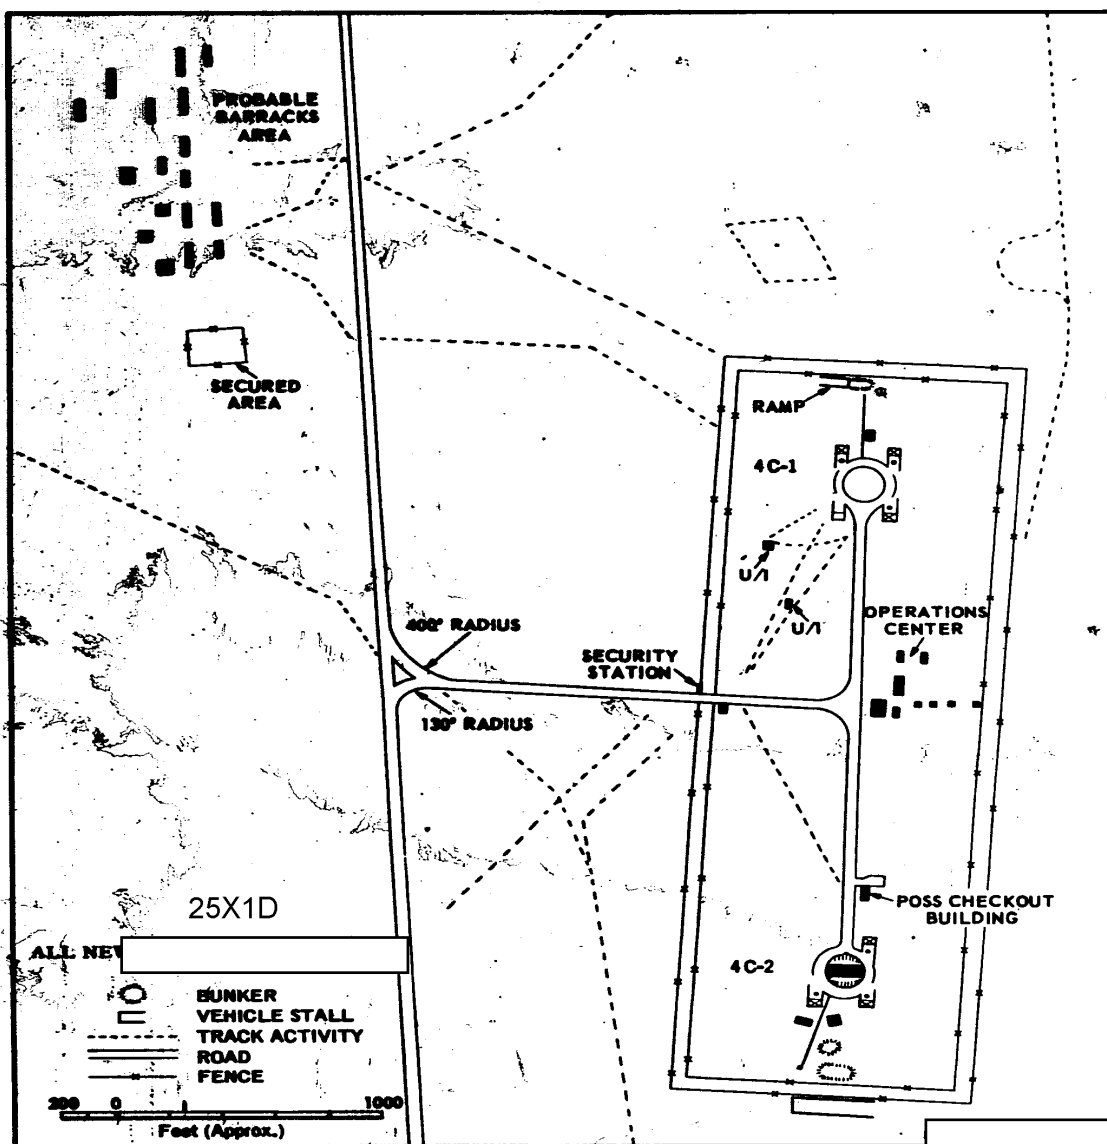 PROBABLE
BARRACKS
AREA
SECURED
AREA
RAMP
4C-1
U/I
U/I
OPERATIONS
CENTER
400' RADIUS
SECURITY
STATION
130' RADIUS
POSS CHECKOUT
BUILDING
25X1D
ALL NEW
4C-2
BUNKER
VEHICLE STALL
TRACK ACTIVITY
ROAD
FENCE
200 0 1000
Feet (Approx.)